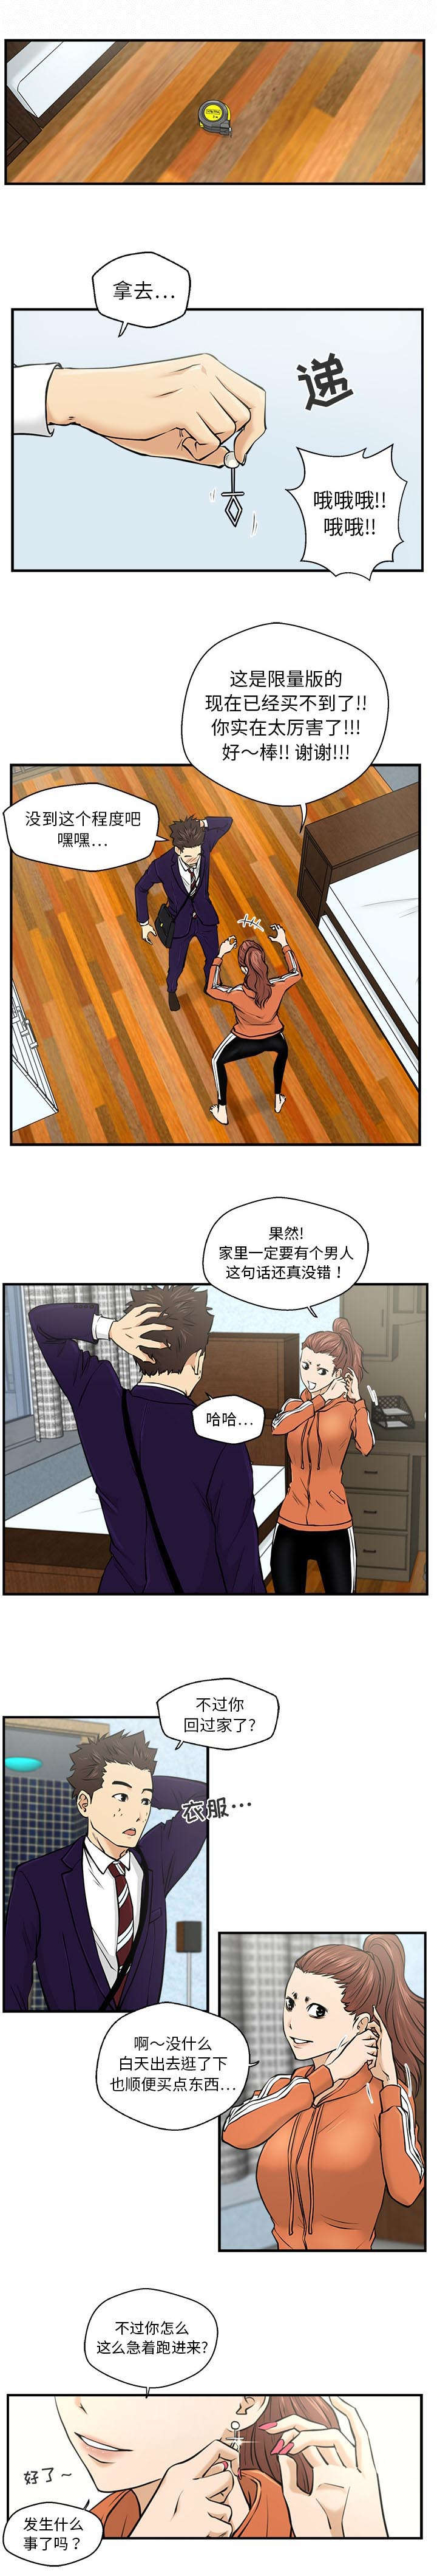 拿去...
递
哦哦哦!!
哦哦!!
这是限量版的
现在已经买不到了!!
你实在太厉害了!!!
好～棒!! 谢谢!!!
没到这个程度吧
嘿嘿...
果然!
家里一定要有个男人
这句话还真没错！
哈哈...
不过你
回过家了?
衣服...
啊～没什么
白天出去逛了下
也顺便买点东西...
不过你怎么
这么急着跑进来?
好了～
发生什么
事了吗？